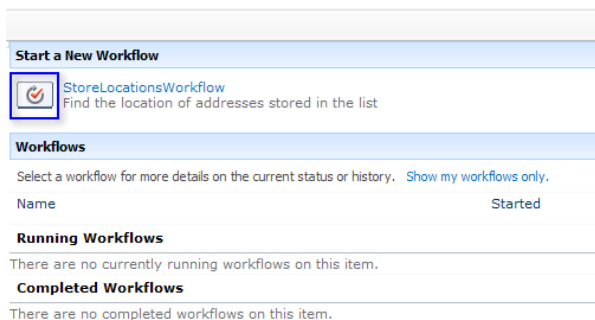 Start a New Workflow
StoreLocationsWorkflow
Find the location of addresses stored in the list
Workflows
Select a workflow for more details on the current status or history. Show my workflows only.
Name Started
Running Workflows
There are no currently running workflows on this item.
Completed Workflows
There are no completed workflows on this item.